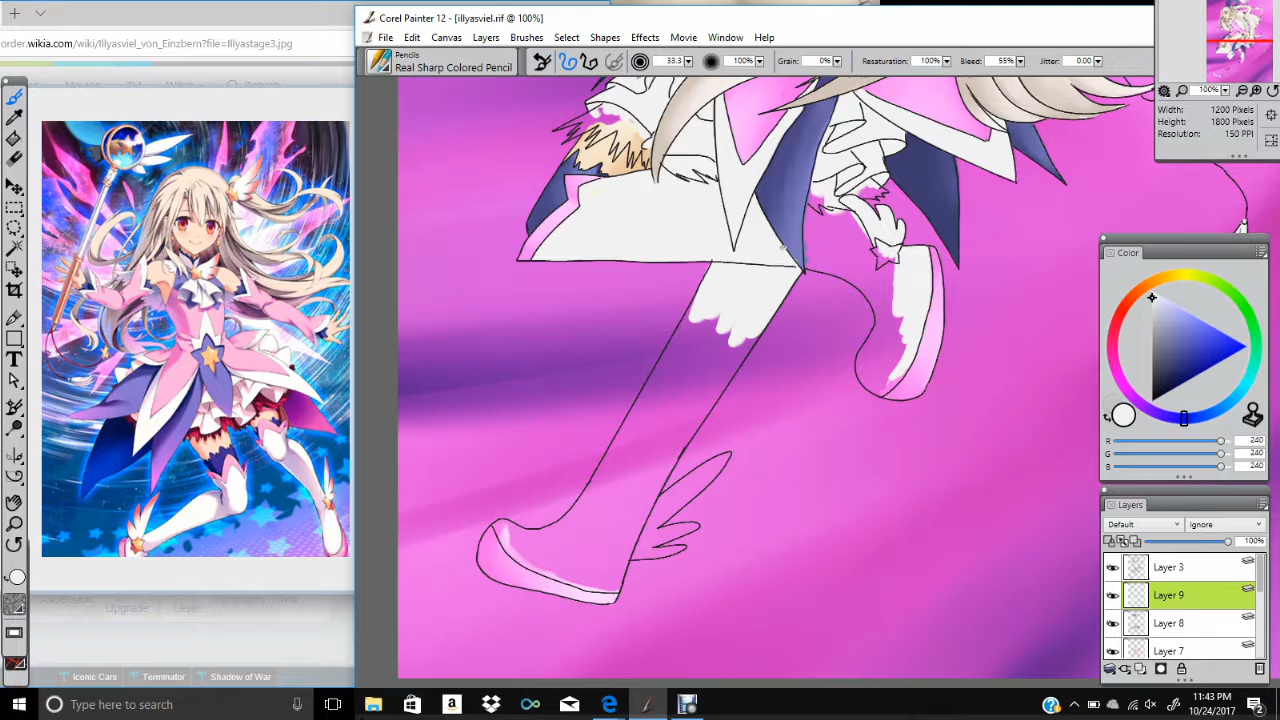 order.wikia.com/wiki/Illyasviel_von_Einzbern?file=Illyastage3.jpg
Corel Painter 12 - [illyasviel.rif @ 100%]
File Edit Canvas Layers Brushes Select Shapes Effects Movie Window Help
Pencils
Real Sharp Colored Pencil
33.3
100%
Grain: 0%
Resaturation: 100%
Bleed: 55%
Jitter: 0.00
100%
Width: 1200 Pixels
Height: 1800 Pixels
Resolution: 150 PPI
Color
R 240
G 240
B 240
Layers
Default
Ignore
100%
Layer 3
Layer 9
Layer 8
Layer 7
Upgrade
Level
Iconic Cars
Terminator
Shadow of War
Type here to search
11:43 PM
10/24/2017